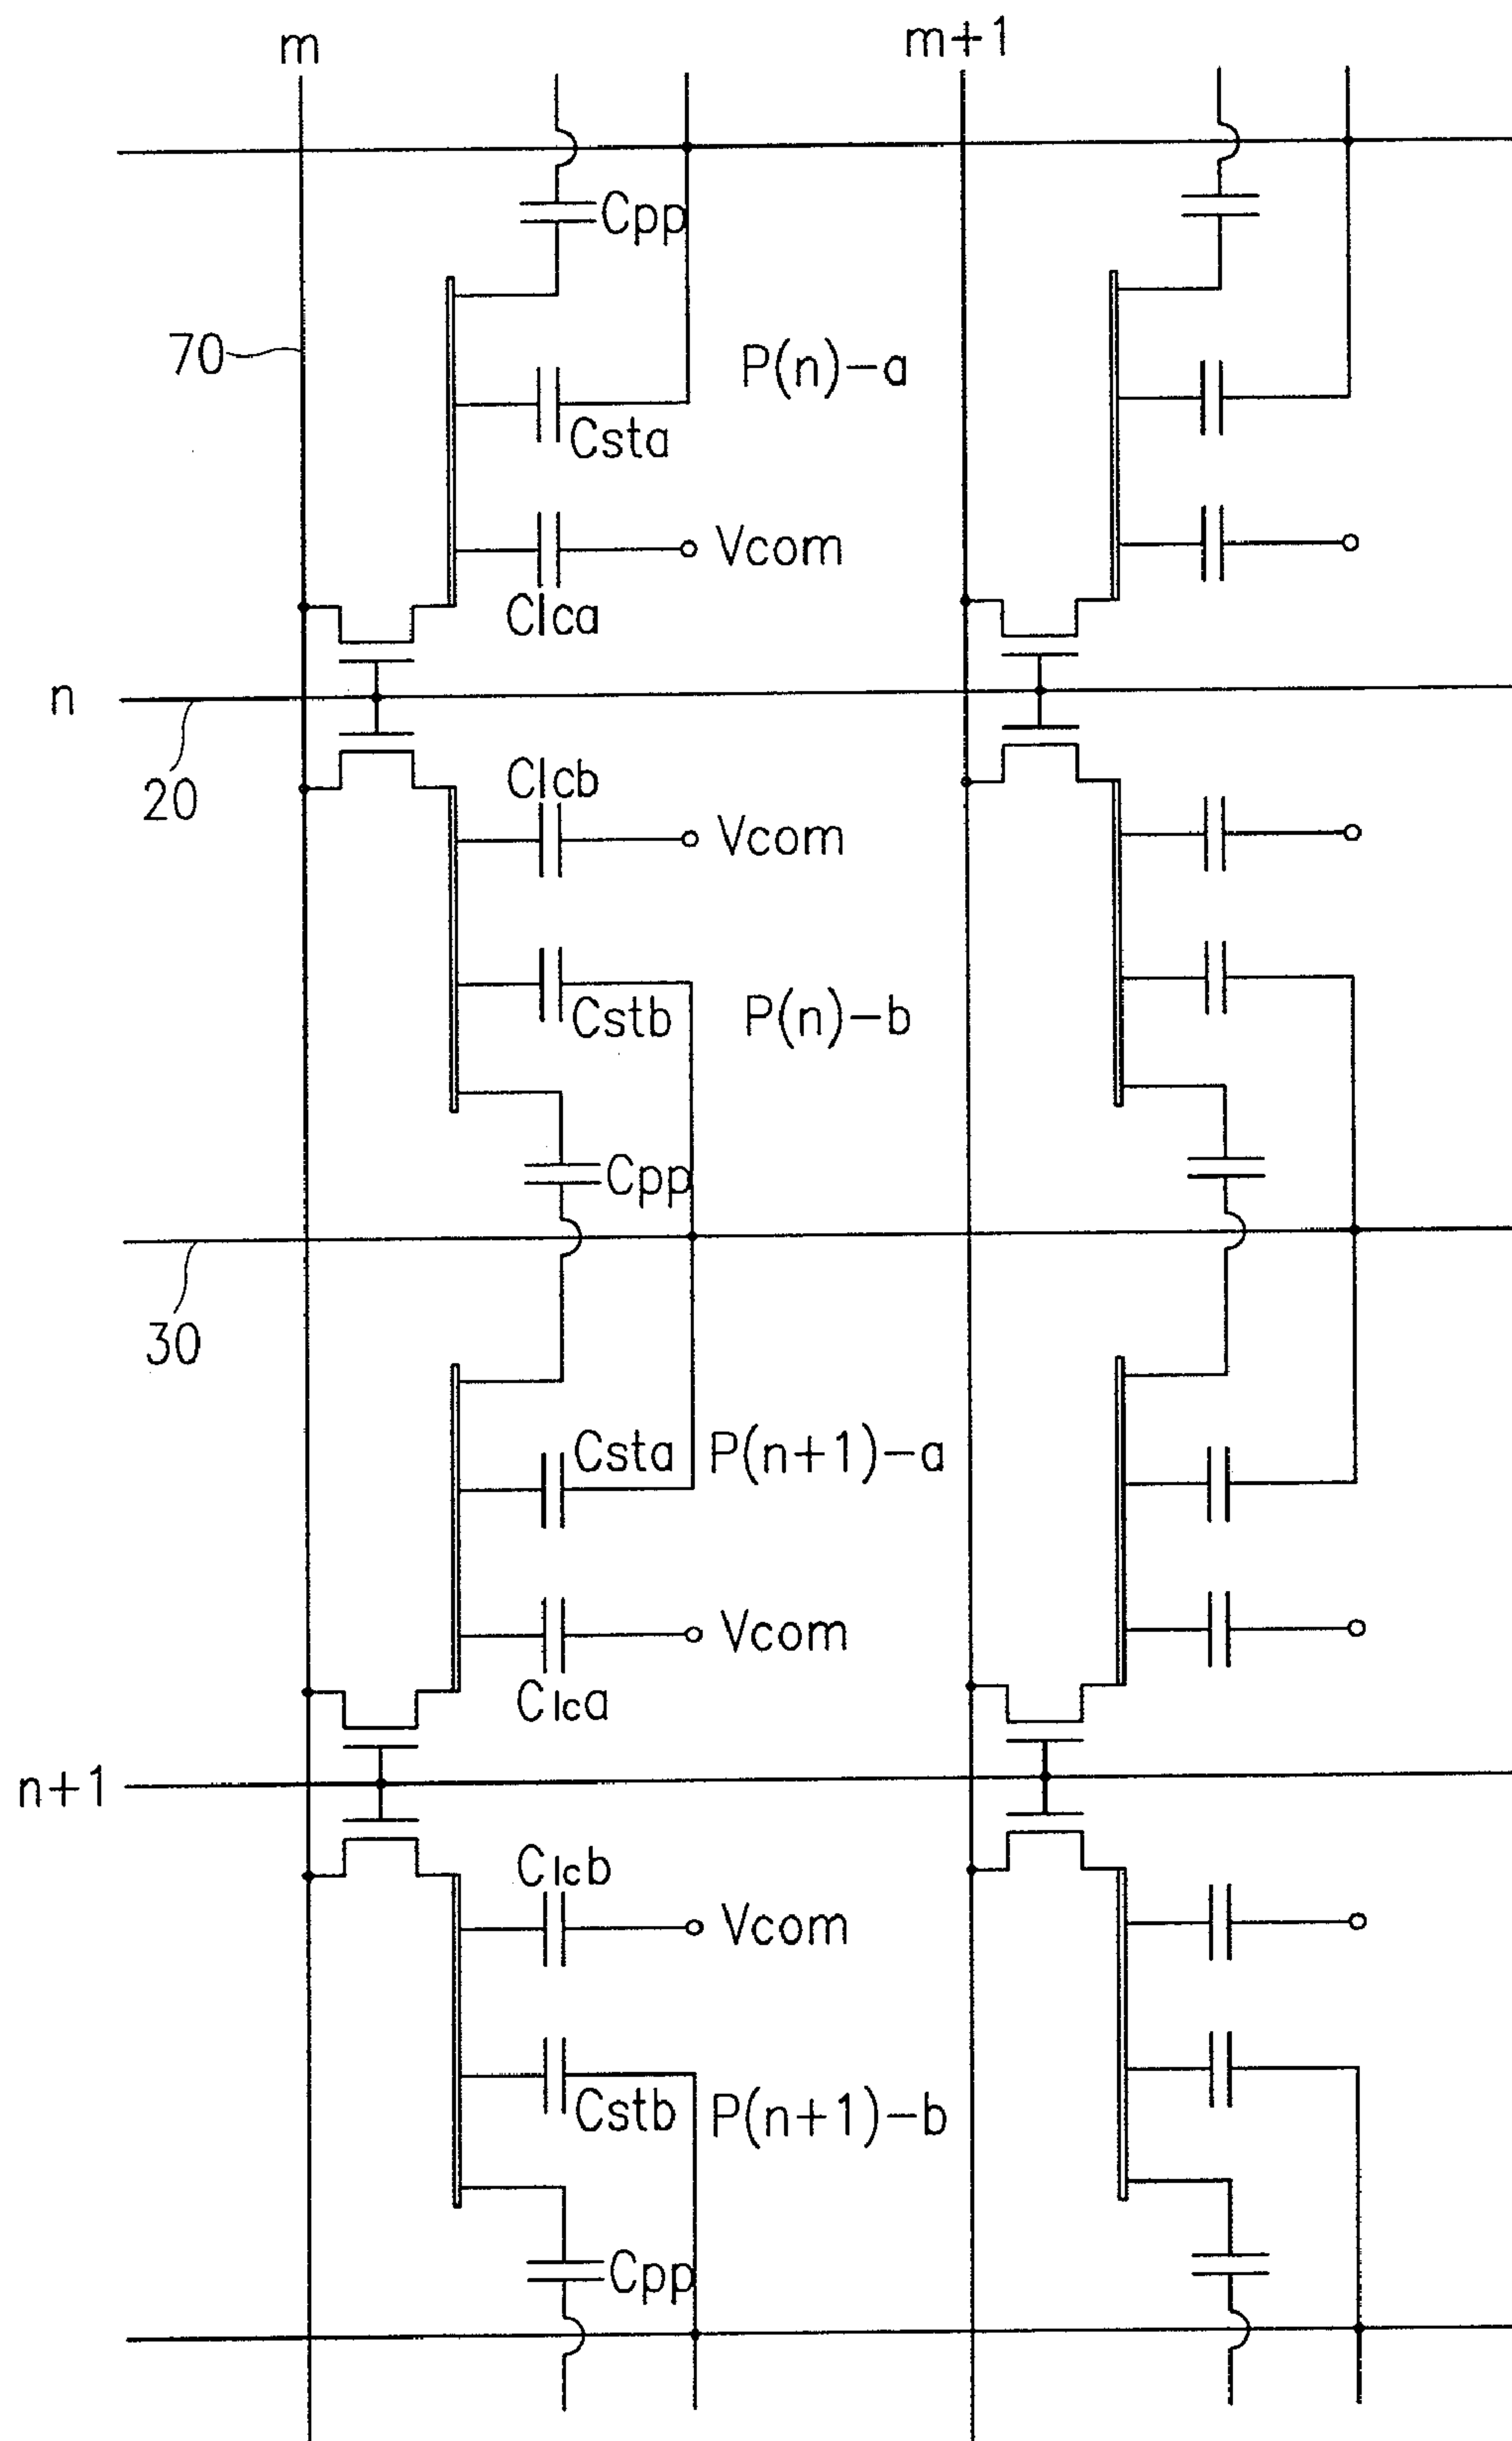 m
m+1
Cpp
70
P(n)-a
Csta
Vcom
Clca
n
20
Clcb
Vcom
Cstb
P(n)-b
Cpp
30
Csta
P(n+1)-a
Vcom
Clca
n+1
Clcb
Vcom
Cstb
P(n+1)-b
Cpp